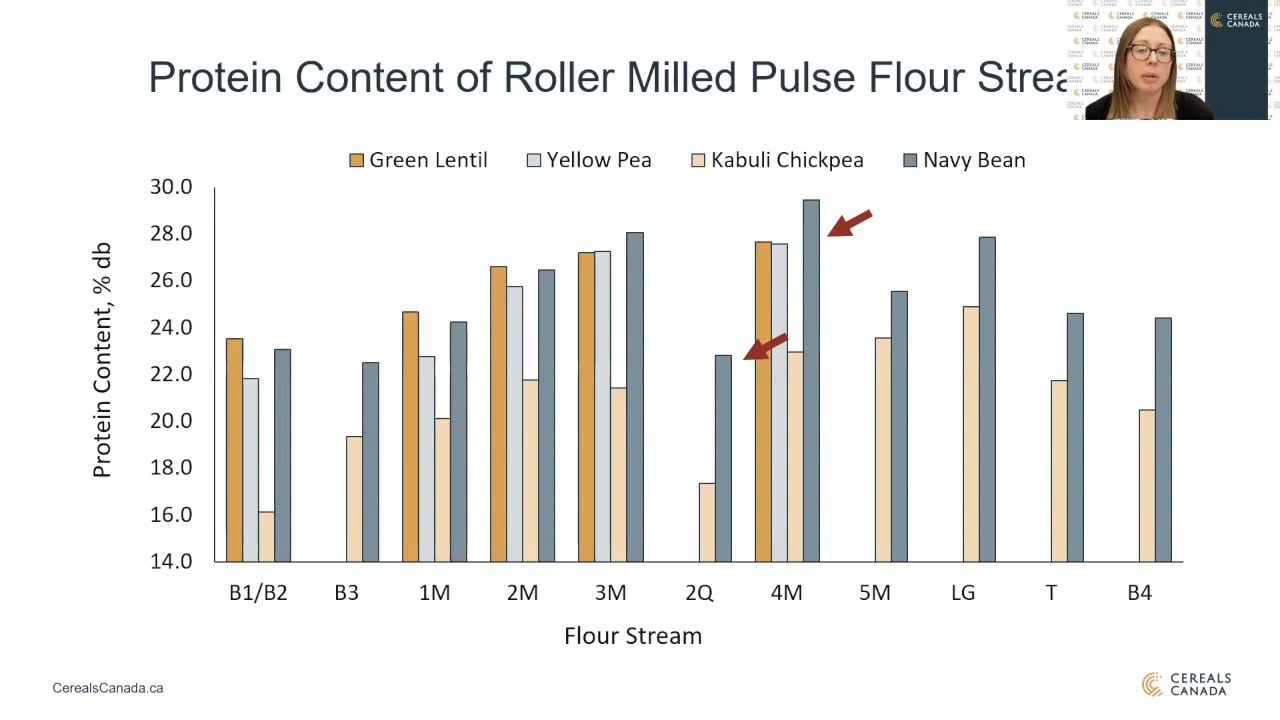 CEREALS
CANADA
Protein Content of Roller Milled Pulse Flour
Green Lentil Yellow Pea Kabuli Chickpea Navy Bean
30.0
28.0
26.0
24.0
22.0
20.0
18.0
16.0
14.0
Protein Content, % db
B1/B2 B3 1M 2M 3M 2Q 4M 5M LG T B4
Flour Stream
CerealsCanada.ca
CEREALS
CANADA